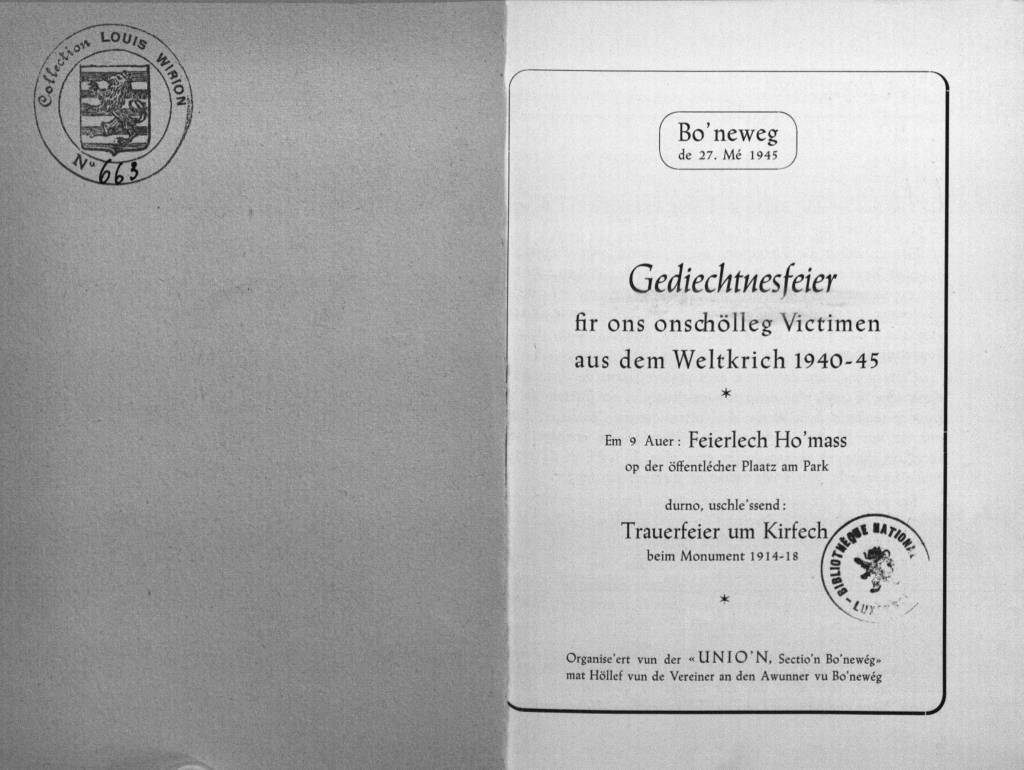 Collection LOUIS WIRION
Nº 663
Bo'neweg
de 27. Mé 1945
Gediechtnesfeier
fir ons onschölleg Victimen
aus dem Weltkrich 1940-45
*
Em 9 Auer: Feierlech Ho'mass
op der öffentlécher Plaatz am Park
durno, uschle'ssend:
Trauerfeier um Kirfech
beim Monument 1914-18
BIBLIOTHÈQUE NATIONALE
*
Organise'ert vun der «UNIO'N, Sectio'n Bo'newég»
mat Höllef vun de Vereiner an den Awunner vu Bo'newég